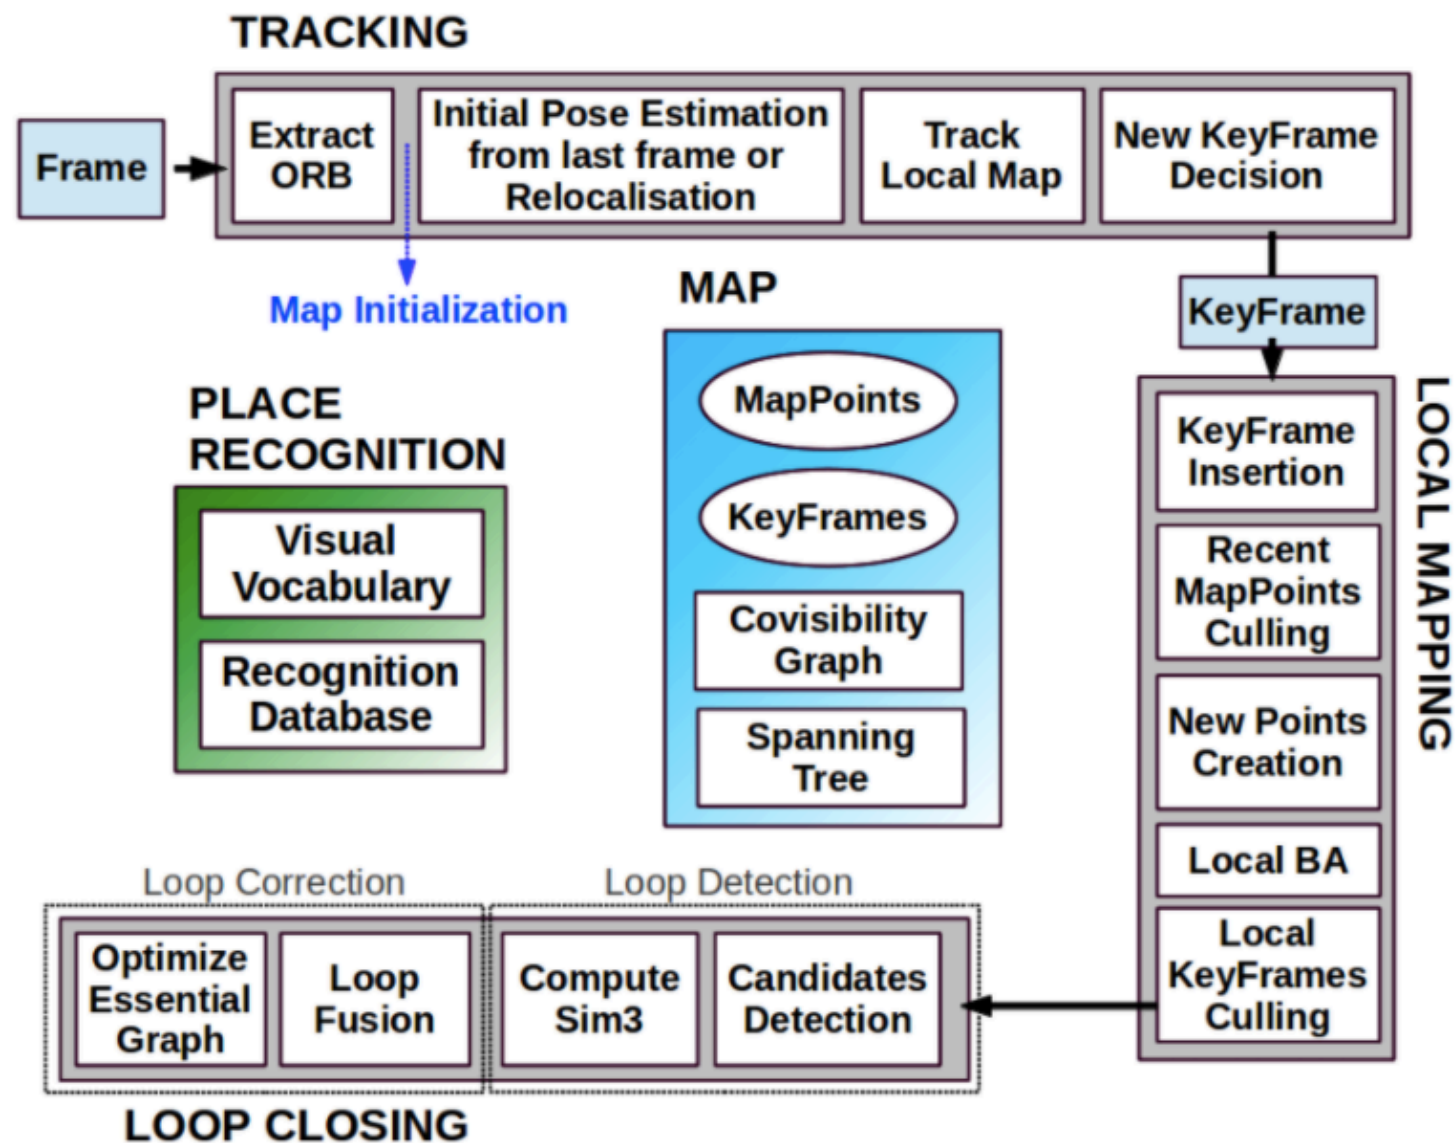 TRACKING
Frame
Extract
ORB
Initial Pose Estimation
from last frame or
Relocalisation
Track
Local Map
New KeyFrame
Decision
Map Initialization
KeyFrame
MAP
MapPoints
KeyFrames
Covisibility
Graph
Spanning
Tree
PLACE
RECOGNITION
Visual
Vocabulary
Recognition
Database
LOCAL MAPPING
KeyFrame
Insertion
Recent
MapPoints
Culling
New Points
Creation
Local BA
Local
KeyFrames
Culling
Loop Correction
Loop Detection
Optimize
Essential
Graph
Loop
Fusion
Compute
Sim3
Candidates
Detection
LOOP CLOSING